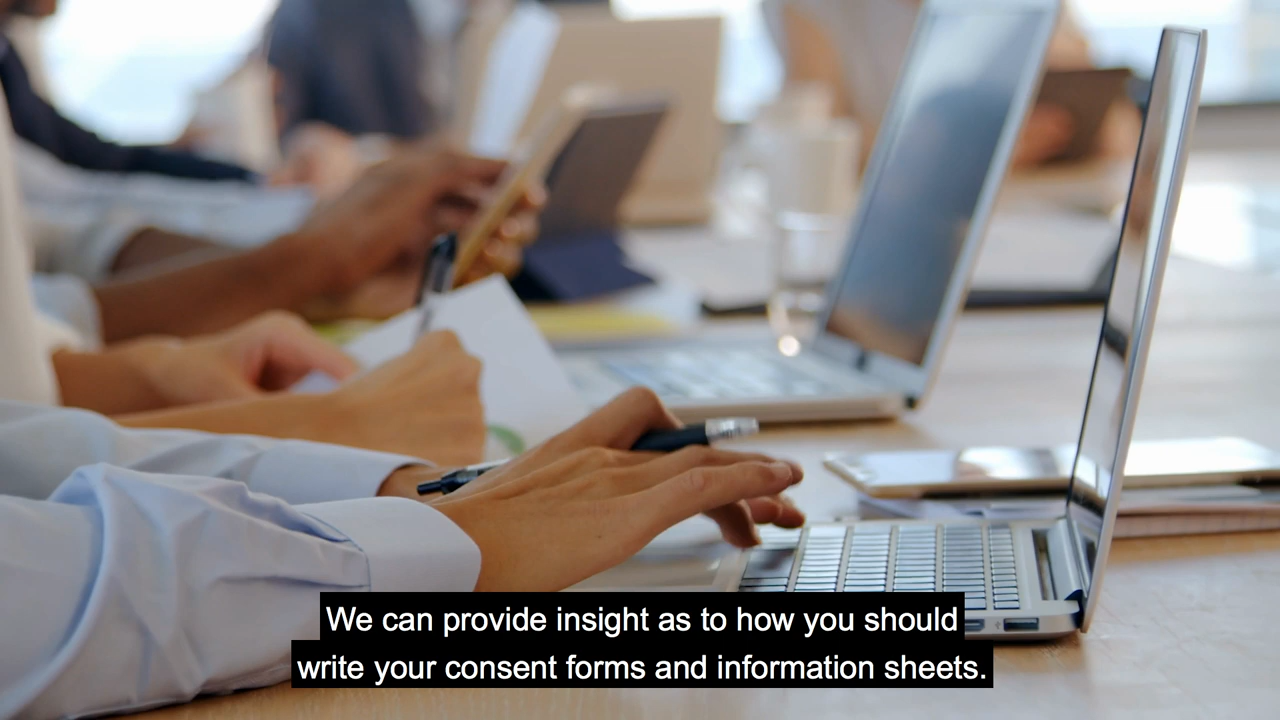 We can provide insight as to how you should
write your consent forms and information sheets.